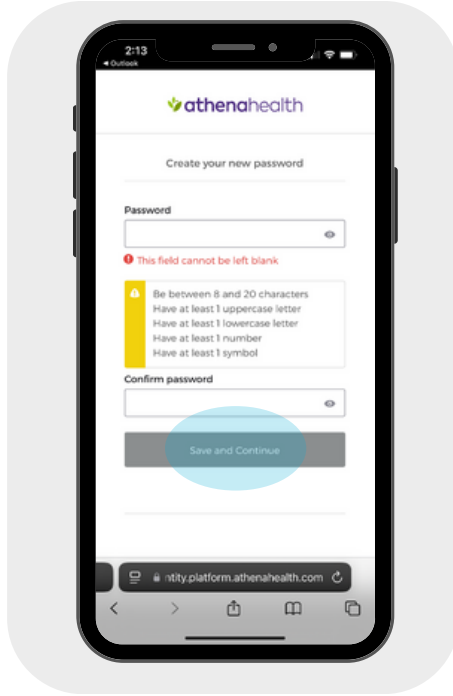 2:13
◄ Outlook
athenahealth
Create your new password
Password
This field cannot be left blank
Be between 8 and 20 characters
Have at least 1 uppercase letter
Have at least 1 lowercase letter
Have at least 1 number
Have at least 1 symbol
Confirm password
Save and Continue
ntity.platform.athenahealth.com